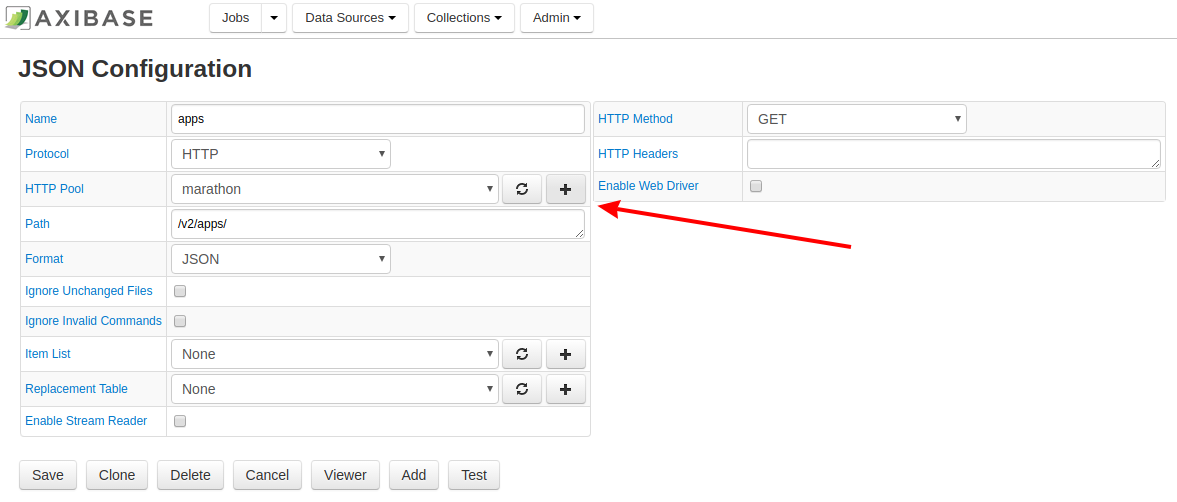 AXIBASE
Jobs Data Sources Collections Admin
JSON Configuration
Name apps
Protocol HTTP
HTTP Pool marathon
Path /v2/apps/
Format JSON
Ignore Unchanged Files
Ignore Invalid Commands
Item List None
Replacement Table None
Enable Stream Reader
HTTP Method GET
HTTP Headers
Enable Web Driver
Save Clone Delete Cancel Viewer Add Test